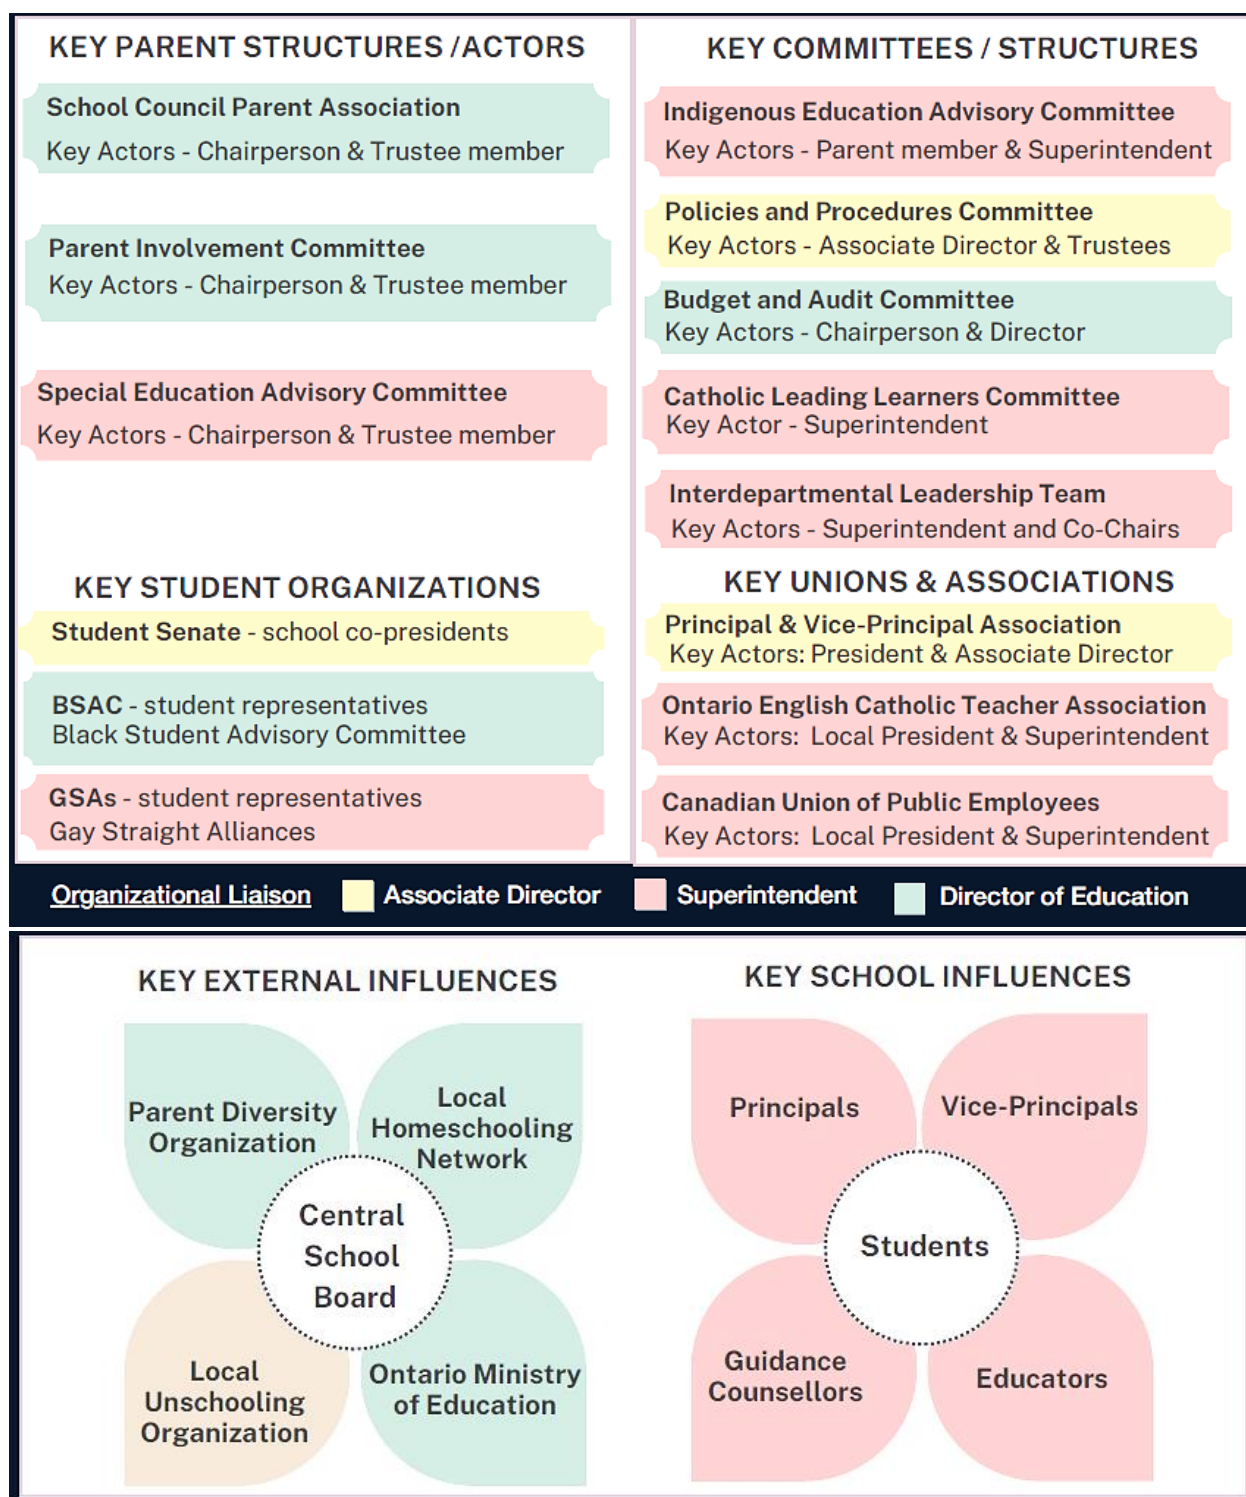 KEY PARENT STRUCTURES /ACTORS
School Council Parent Association
Key Actors - Chairperson & Trustee member
Parent Involvement Committee
Key Actors - Chairperson & Trustee member
Special Education Advisory Committee
Key Actors - Chairperson & Trustee member
KEY STUDENT ORGANIZATIONS
Student Senate - school co-presidents
BSAC - student representatives
Black Student Advisory Committee
GSAs - student representatives
Gay Straight Alliances
KEY COMMITTEES / STRUCTURES
Indigenous Education Advisory Committee
Key Actors - Parent member & Superintendent
Policies and Procedures Committee
Key Actors - Associate Director & Trustees
Budget and Audit Committee
Key Actors - Chairperson & Director
Catholic Leading Learners Committee
Key Actor - Superintendent
Interdepartmental Leadership Team
Key Actors - Superintendent and Co-Chairs
KEY UNIONS & ASSOCIATIONS
Principal & Vice-Principal Association
Key Actors: President & Associate Director
Ontario English Catholic Teacher Association
Key Actors: Local President & Superintendent
Canadian Union of Public Employees
Key Actors: Local President & Superintendent
Organizational Liaison Associate Director Superintendent Director of Education
KEY EXTERNAL INFLUENCES
Parent Diversity
Organization
Local
Homeschooling
Network
Central
School
Board
Local
Unschooling
Organization
Ontario Ministry
of Education
KEY SCHOOL INFLUENCES
Principals
Vice-Principals
Students
Guidance
Counsellors
Educators